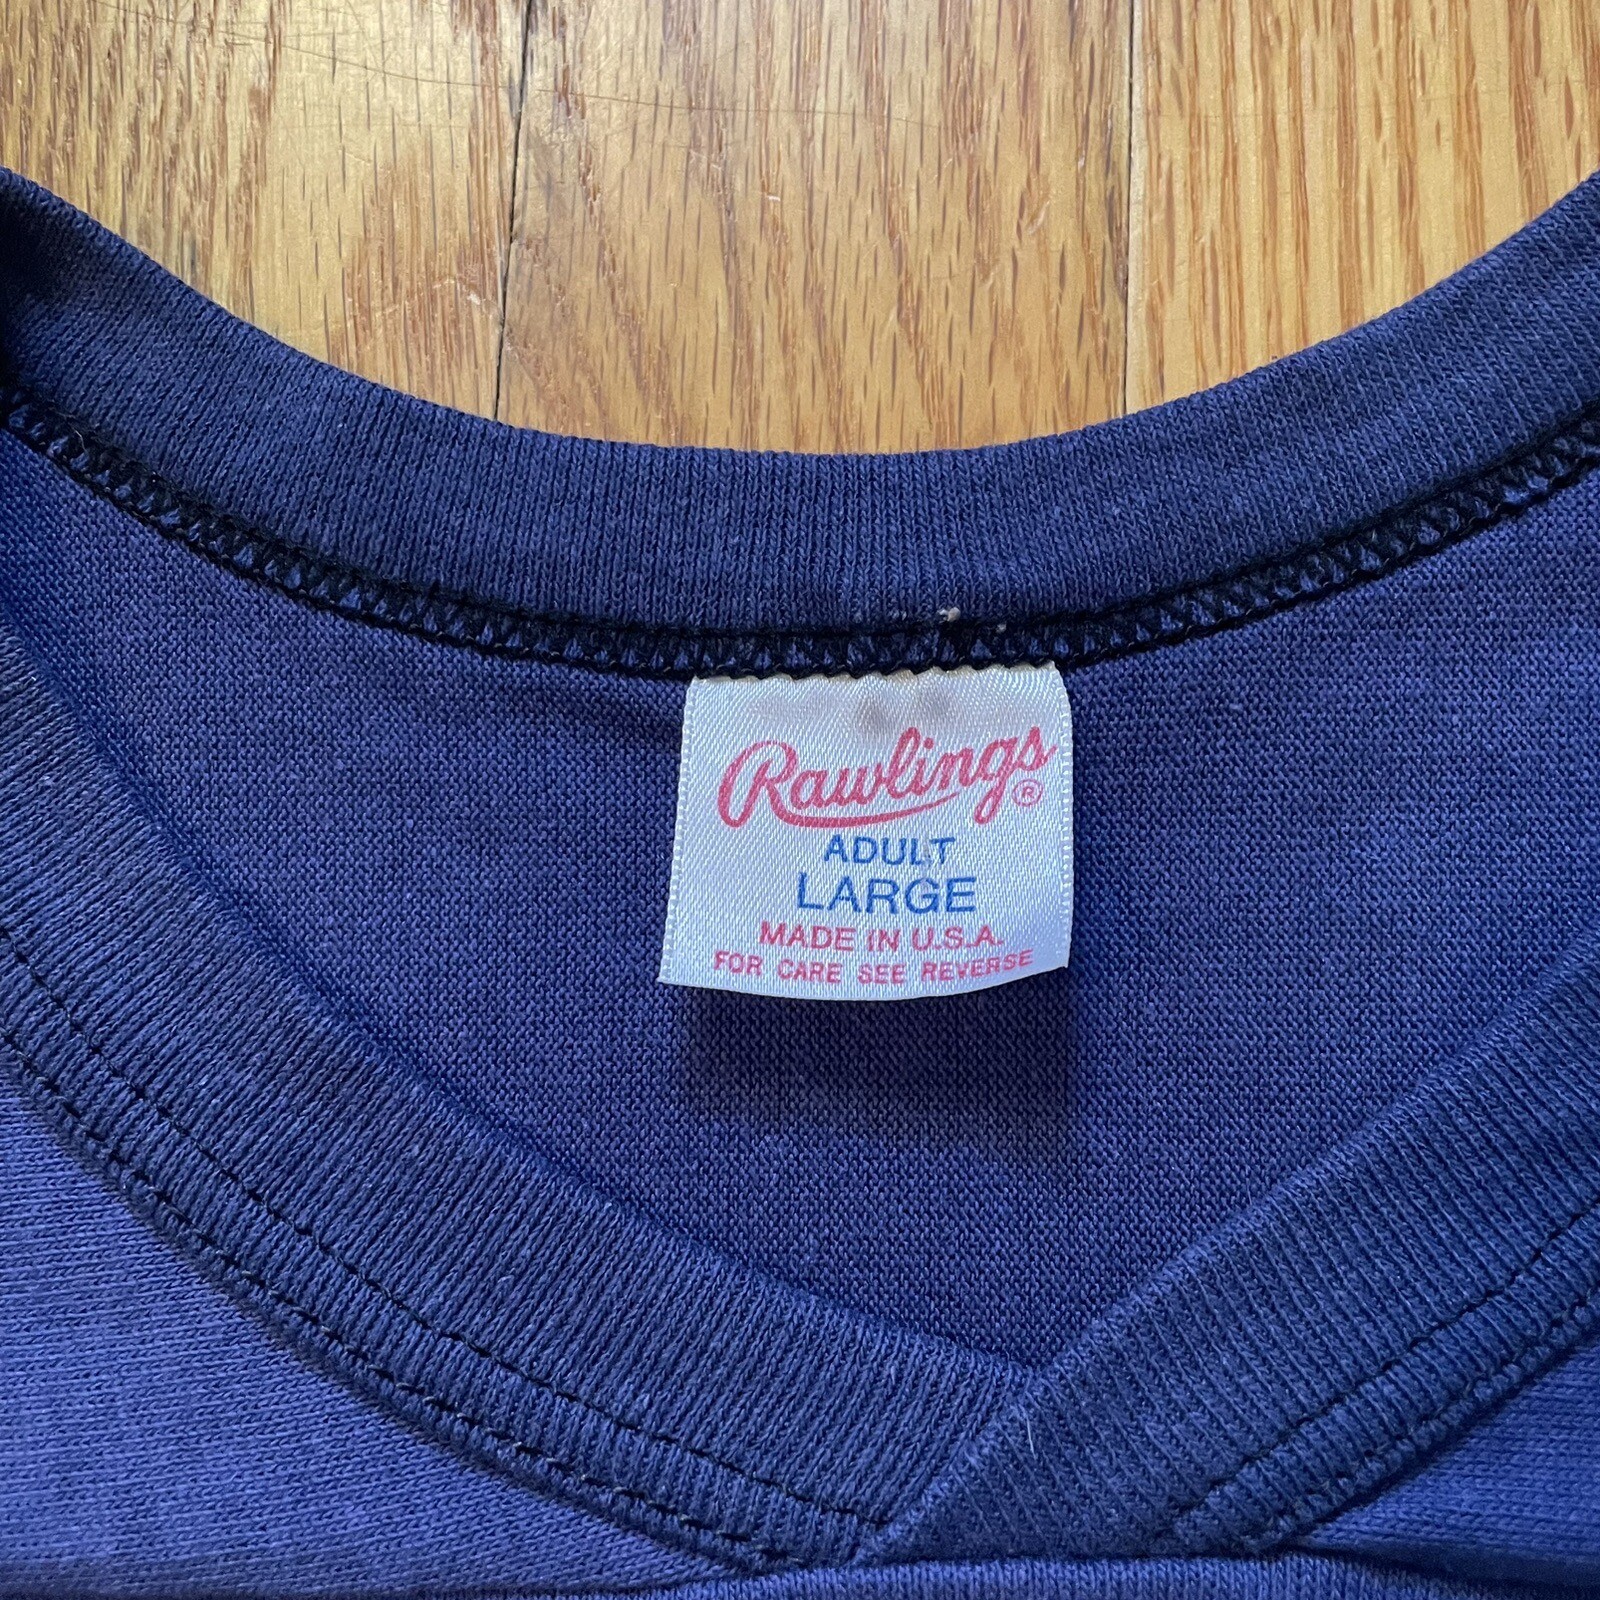 Rawlings®
ADULT
LARGE
MADE IN U.S.A.
FOR CARE SEE REVERSE